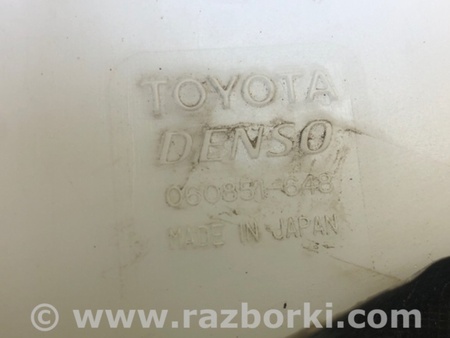 TOYOTA
DENSO
060851-648
MADE IN JAPAN
© www.razborki.com